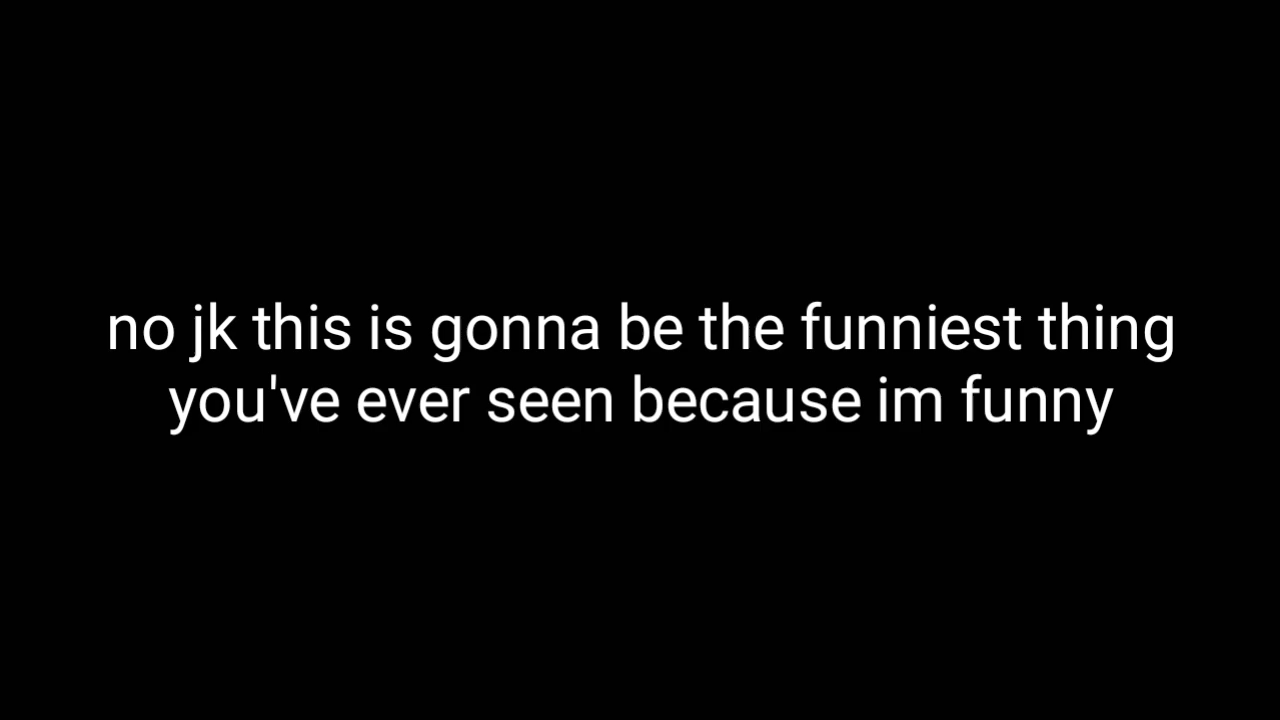 no jk this is gonna be the funniest thing
you've ever seen because im funny